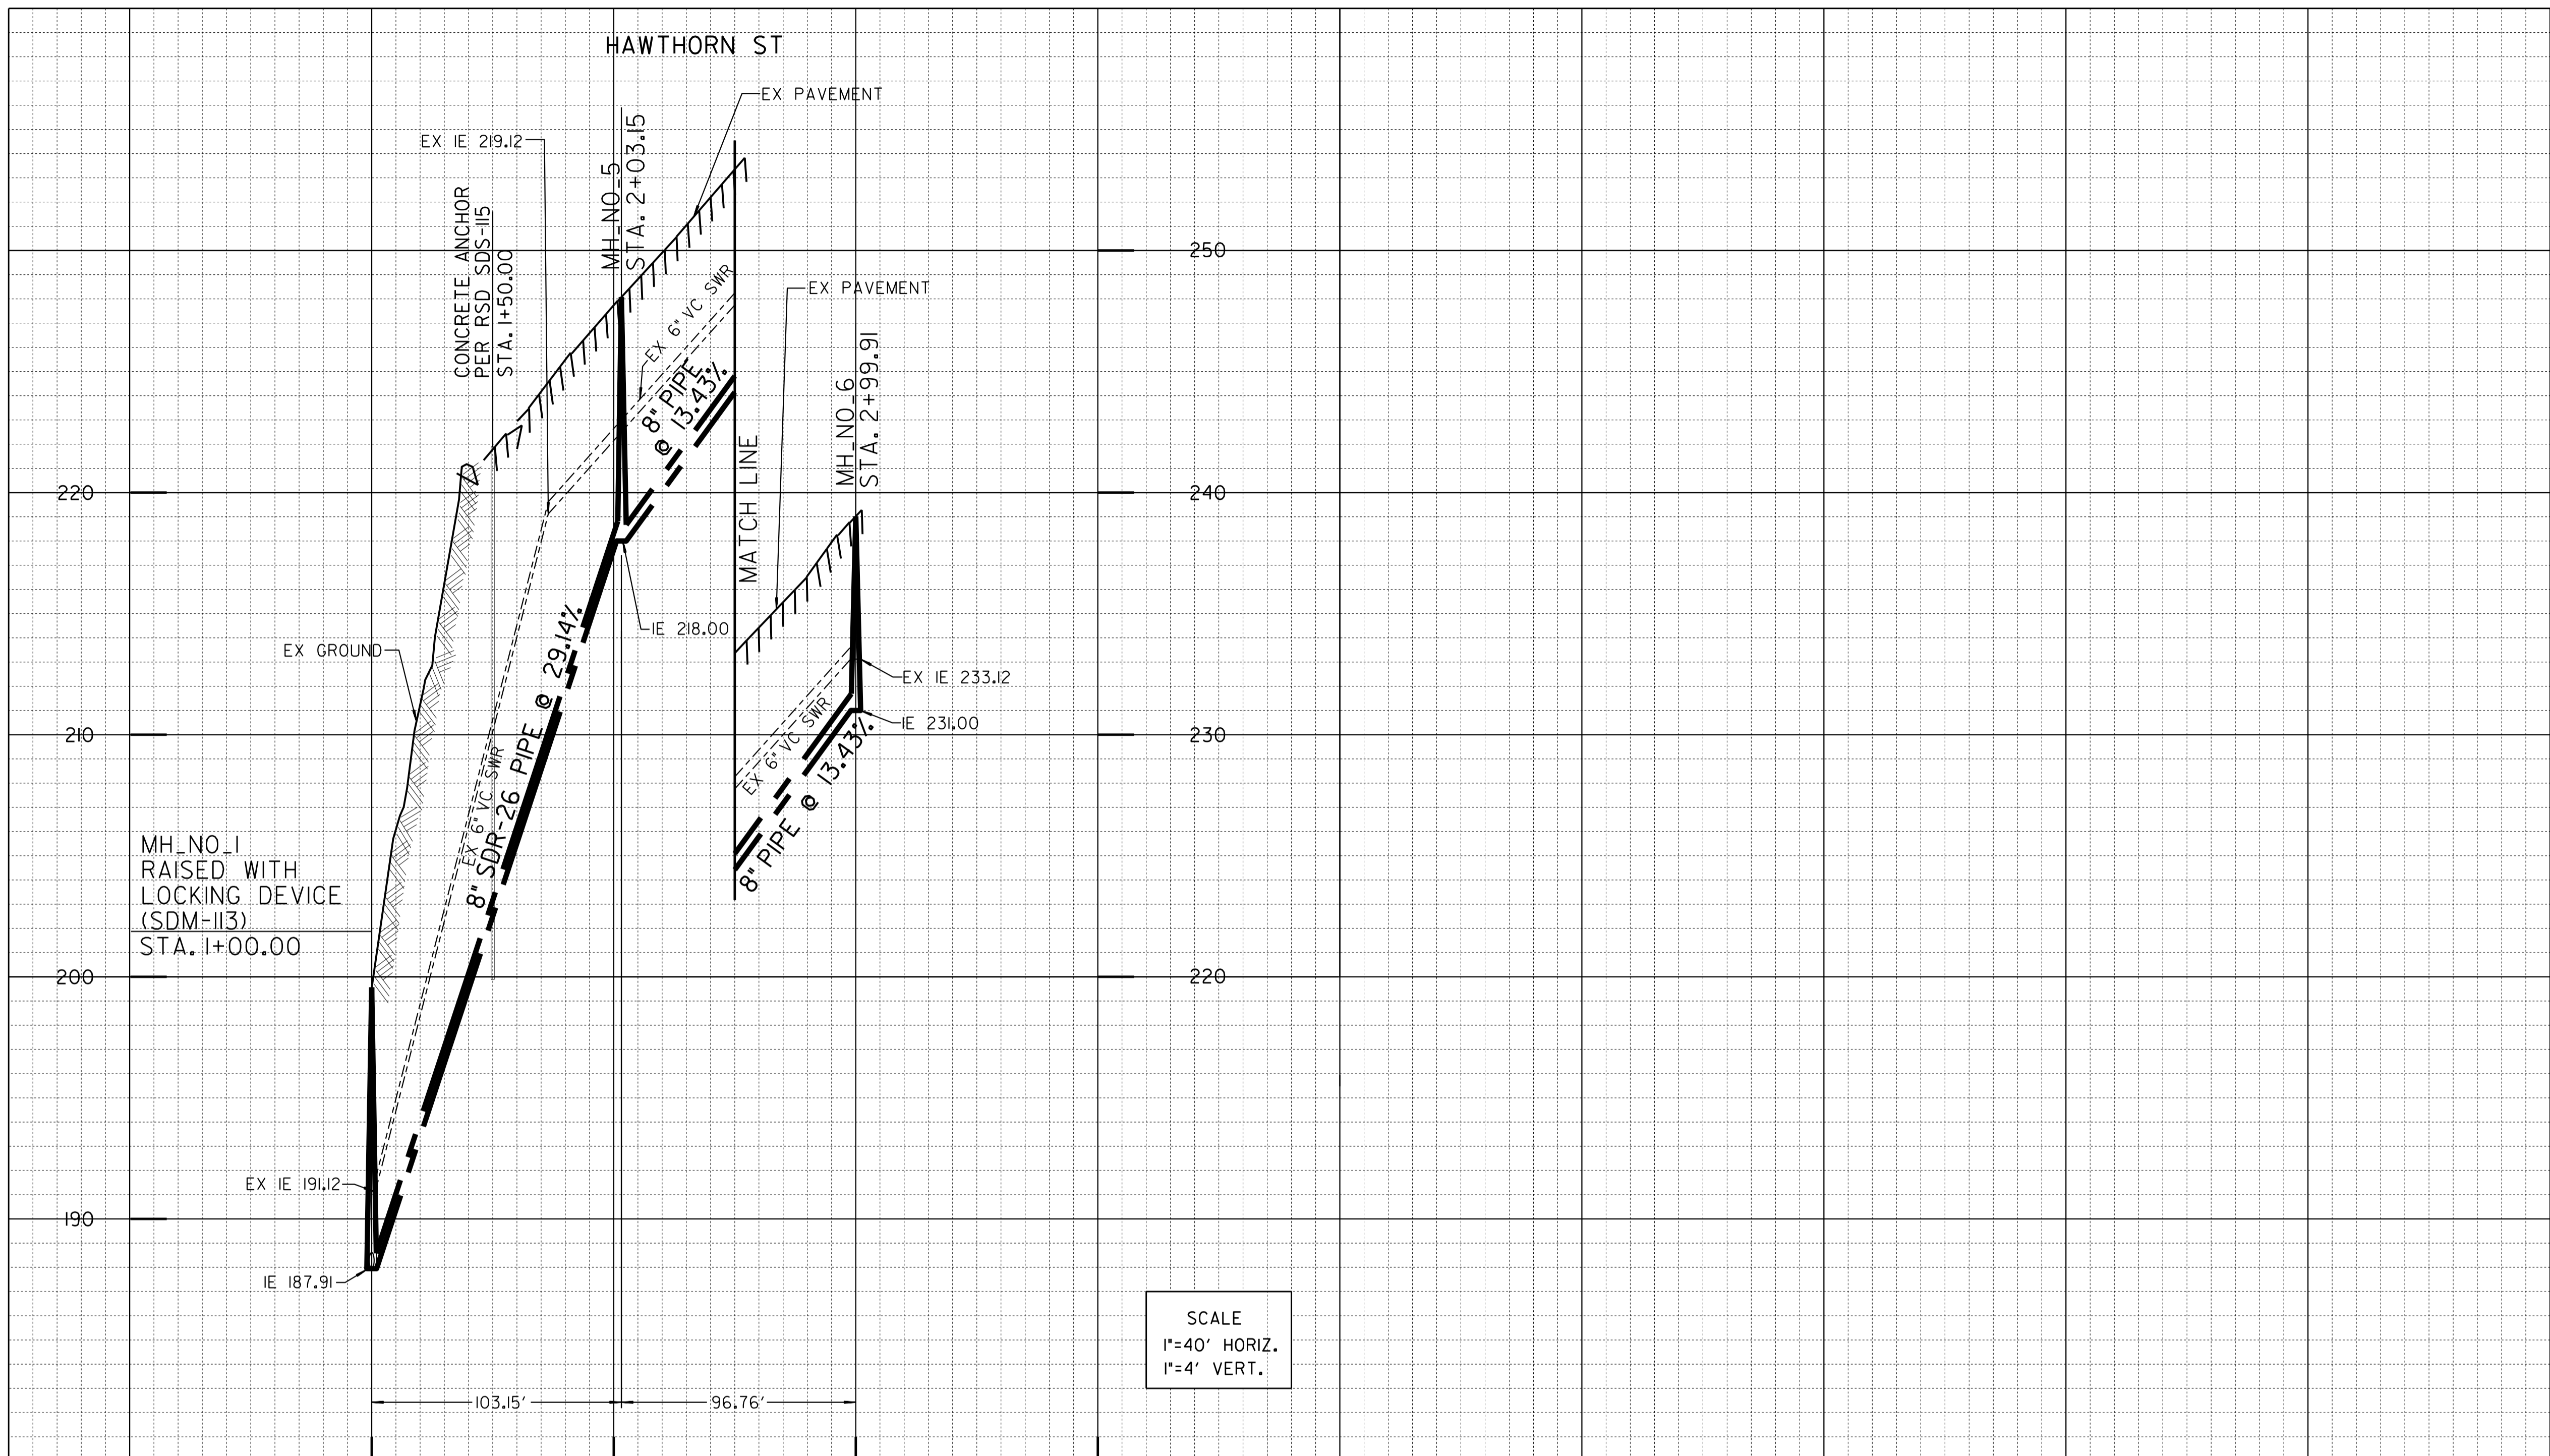 HAWTHORN ST
EX PAVEMENT
EX IE 219.12
MH_NO_5
STA. 2+03.15
CONCRETE ANCHOR
PER RSD SDS-115
STA. 1+50.00
250
EX 6" VC SWR
EX PAVEMENT
8" PIPE
@ 13.43%
MH_NO_6
STA. 2+99.91
MATCH LINE
220
240
IE 218.00
EX GROUND
EX IE 233.12
IE 231.00
210
230
EX 6" VC SWR
8" PIPE @ 13.43%
8" SDR-26 PIPE @ 29.14%
EX 6" VC SWR
MH_NO_1
RAISED WITH
LOCKING DEVICE
(SDM-113)
STA. 1+00.00
200
220
EX IE 191.12
190
IE 187.91
SCALE
1"=40' HORIZ.
1"=4' VERT.
103.15'
96.76'